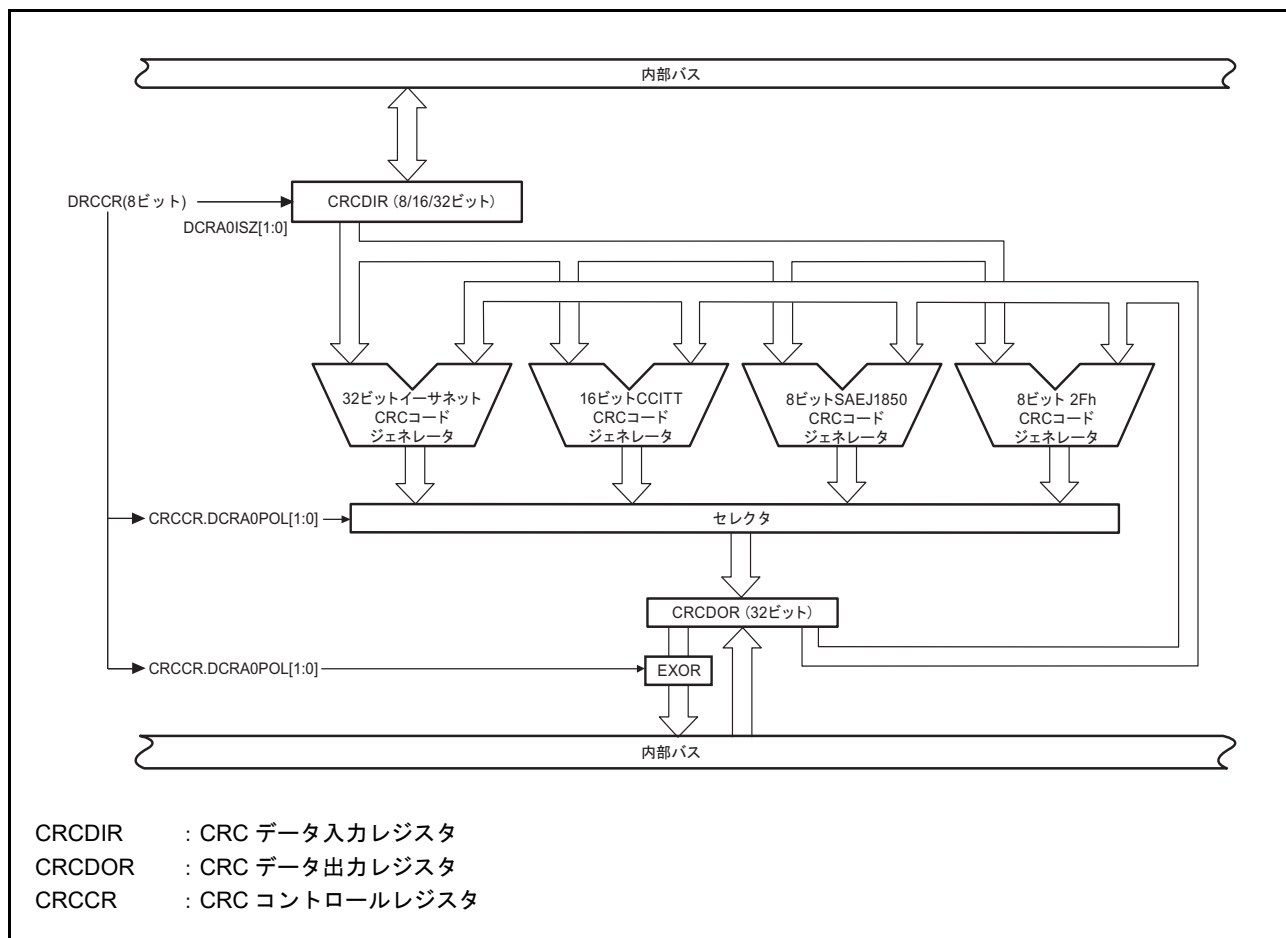 内部バス
DRCCR(8ビット)
CRCDIR (8/16/32ビット)
DCRA0ISZ[1:0]
32ビットイーサネット
CRCコード
ジェネレータ
16ビットCCITT
CRCコード
ジェネレータ
8ビットSAEJ1850
CRCコード
ジェネレータ
8ビット 2Fh
CRCコード
ジェネレータ
CRCCR.DCRA0POL[1:0]
セレクタ
CRCDOR (32ビット)
CRCCR.DCRA0POL[1:0]
EXOR
内部バス
CRCDIR : CRC データ入力レジスタ
CRCDOR : CRC データ出力レジスタ
CRCCR : CRC コントロールレジスタ